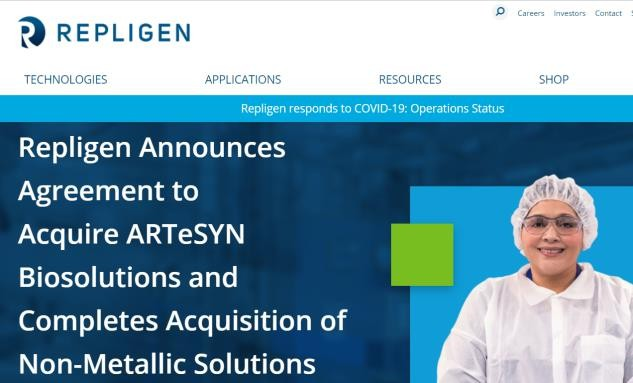 Careers Investors Contact
REPLIGEN
TECHNOLOGIES APPLICATIONS RESOURCES SHOP
Repligen responds to COVID-19: Operations Status
Repligen Announces
Agreement to
Acquire ARTeSYN
Biosolutions and
Completes Acquisition of
Non-Metallic Solutions